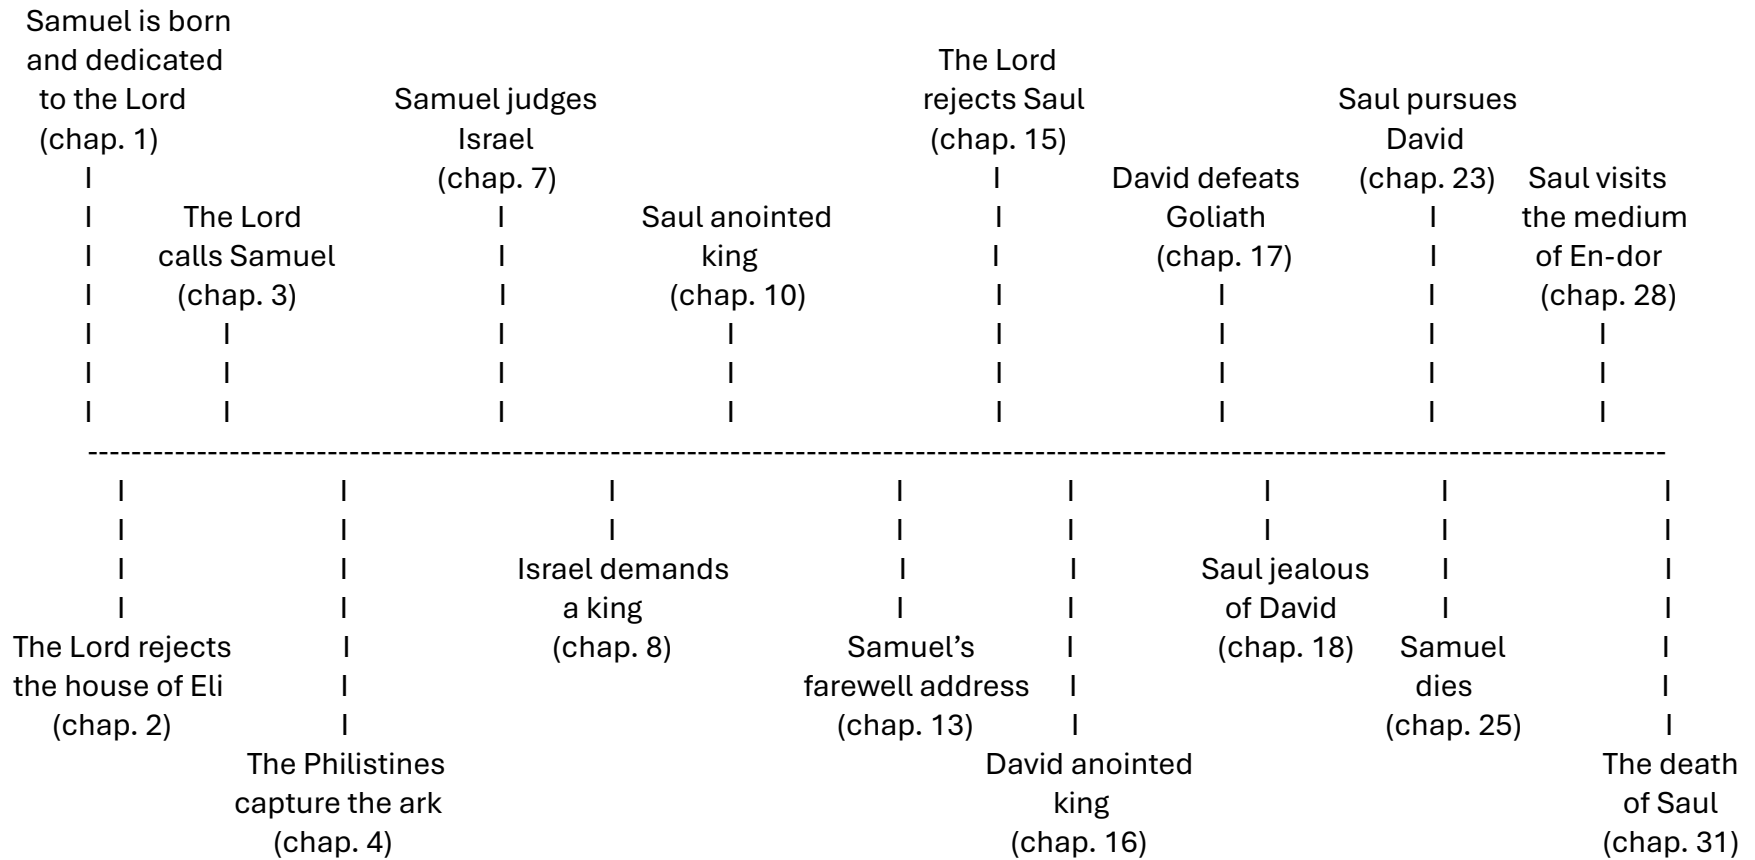 Samuel is born
and dedicated
to the Lord
(chap. 1)
The Lord
calls Samuel
(chap. 3)
Samuel judges
Israel
(chap. 7)
Saul anointed
king
(chap. 10)
The Lord
rejects Saul
(chap. 15)
David defeats
Goliath
(chap. 17)
Saul pursues
David
(chap. 23)
Saul visits
the medium
of En-dor
(chap. 28)
The Lord rejects
the house of Eli
(chap. 2)
The Philistines
capture the ark
(chap. 4)
Israel demands
a king
(chap. 8)
Samuel’s
farewell address
(chap. 13)
David anointed
king
(chap. 16)
Saul jealous
of David
(chap. 18)
Samuel
dies
(chap. 25)
The death
of Saul
(chap. 31)